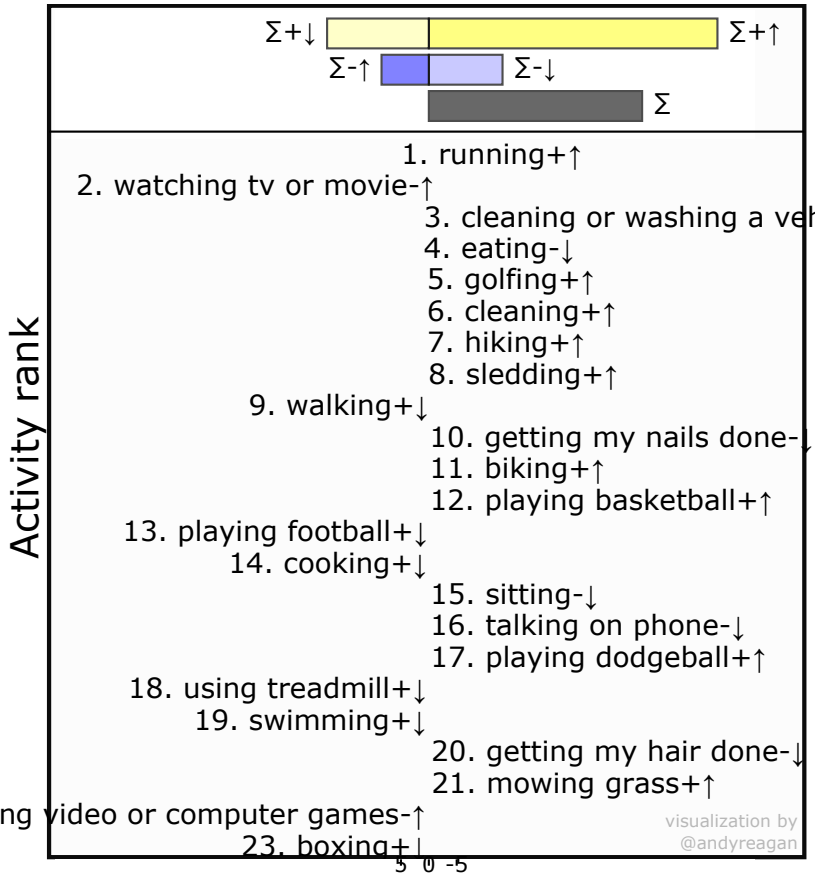 Σ+↓ Σ+↑
Σ-↑ Σ-↓
Σ
1. running+↑
2. watching tv or movie-↑
3. cleaning or washing a veh
4. eating-↓
5. golfing+↑
6. cleaning+↑
7. hiking+↑
8. sledding+↑
9. walking+↓
10. getting my nails done-↓
11. biking+↑
12. playing basketball+↑
13. playing football+↓
14. cooking+↓
15. sitting-↓
16. talking on phone-↓
17. playing dodgeball+↑
18. using treadmill+↓
19. swimming+↓
20. getting my hair done-↓
21. mowing grass+↑
ng video or computer games-↑
23. boxing+↓
Activity rank
visualization by
@andyreagan
5 0 -5